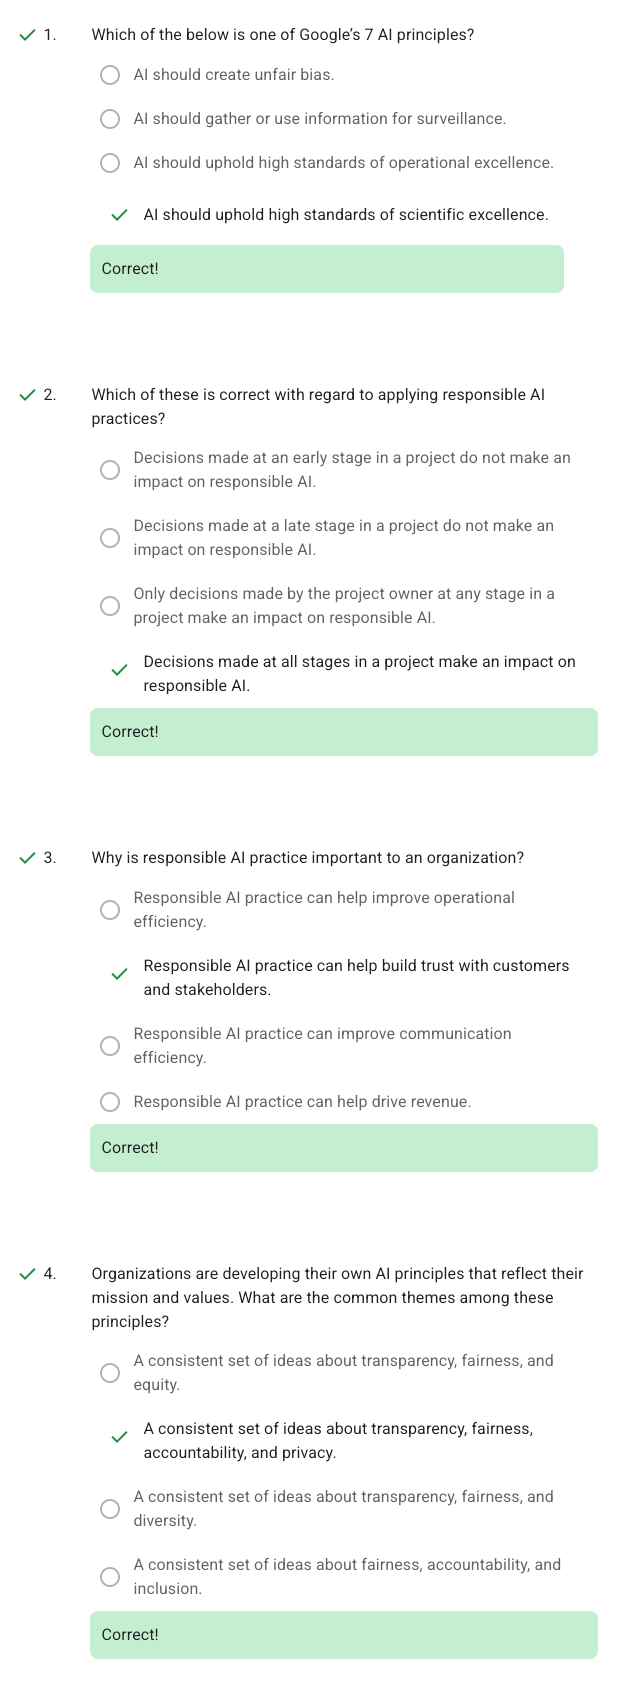 1. Which of the below is one of Google’s 7 AI principles?
AI should create unfair bias.
AI should gather or use information for surveillance.
AI should uphold high standards of operational excellence.
AI should uphold high standards of scientific excellence.
Correct!
2. Which of these is correct with regard to applying responsible AI
practices?
Decisions made at an early stage in a project do not make an
impact on responsible AI.
Decisions made at a late stage in a project do not make an
impact on responsible AI.
Only decisions made by the project owner at any stage in a
project make an impact on responsible AI.
Decisions made at all stages in a project make an impact on
responsible AI.
Correct!
3. Why is responsible AI practice important to an organization?
Responsible AI practice can help improve operational
efficiency.
Responsible AI practice can help build trust with customers
and stakeholders.
Responsible AI practice can improve communication
efficiency.
Responsible AI practice can help drive revenue.
Correct!
4. Organizations are developing their own AI principles that reflect their
mission and values. What are the common themes among these
principles?
A consistent set of ideas about transparency, fairness, and
equity.
A consistent set of ideas about transparency, fairness,
accountability, and privacy.
A consistent set of ideas about transparency, fairness, and
diversity.
A consistent set of ideas about fairness, accountability, and
inclusion.
Correct!